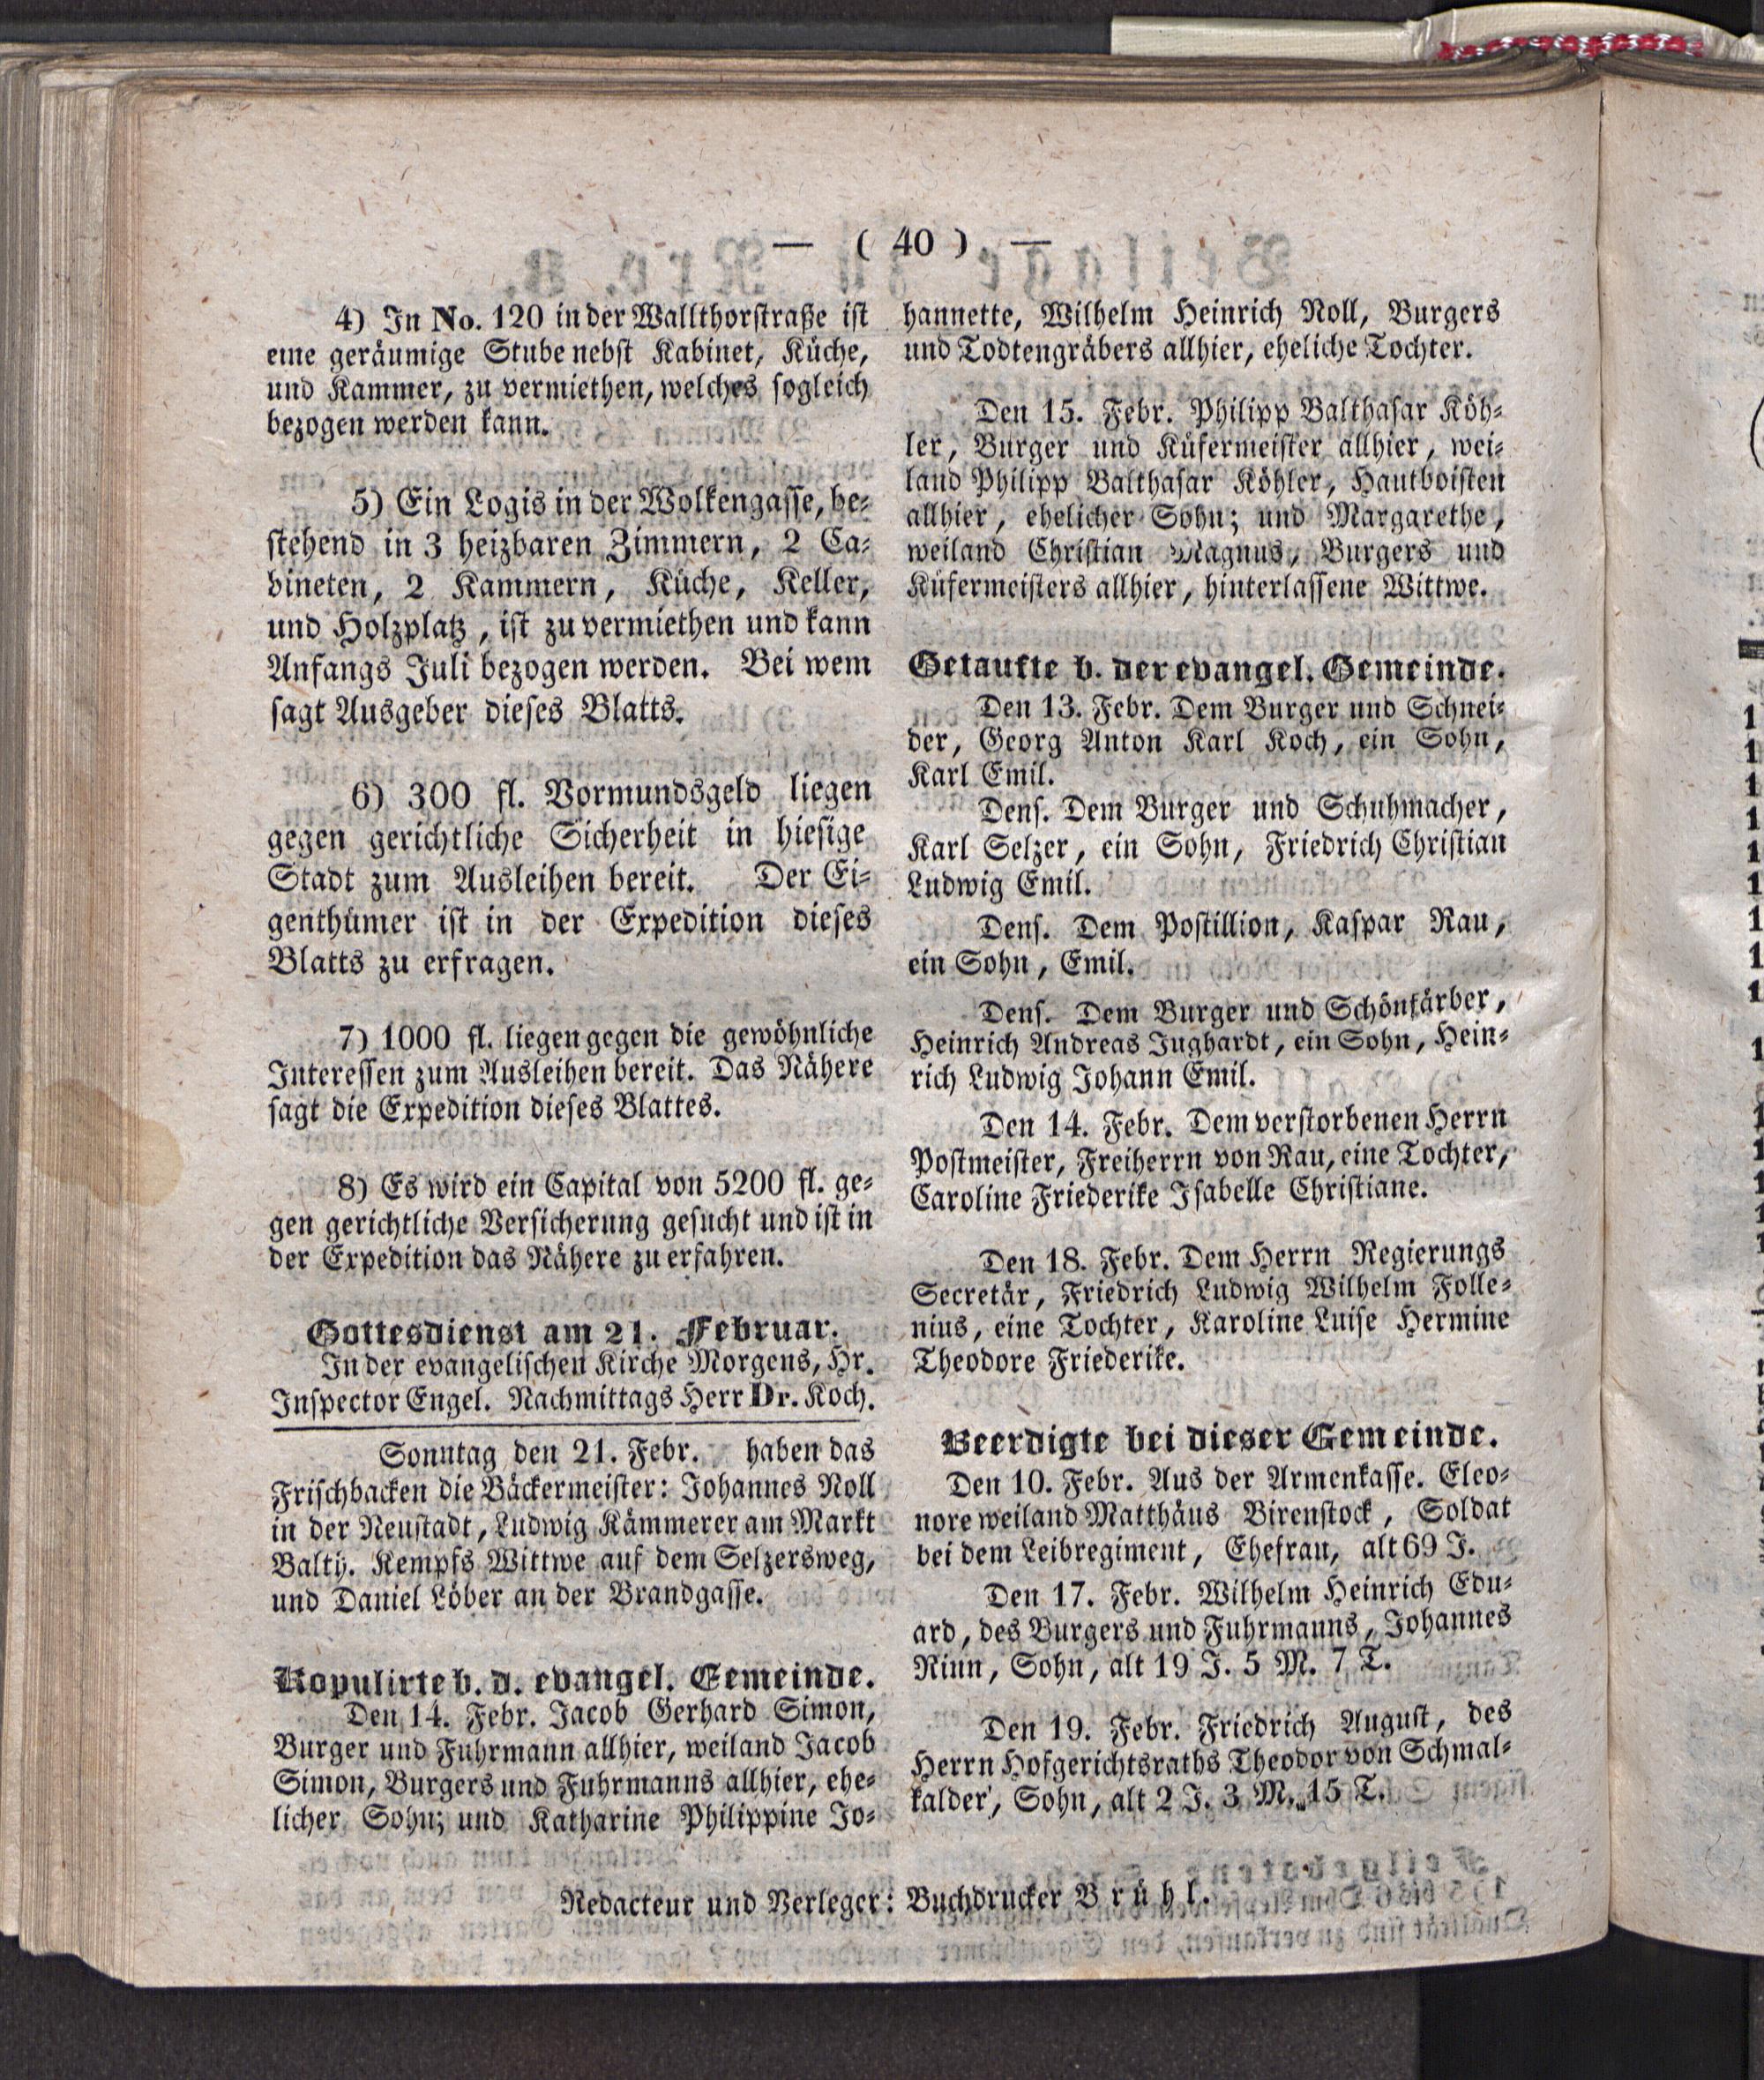 — ( 40 ) —
4) In No. 120 in der Wallthorstraße ist
eine geräumige Stube nebst Kabinet, Küche,
und Kammer, zu vermiethen, welches sogleich
bezogen werden kann.
5) Ein Logis in der Wolkengasse, be-
stehend in 3 heizbaren Zimmern, 2 Ca-
bineten, 2 Kammern, Küche, Keller,
und Holzplatz, ist zu vermiethen und kann
Anfangs Juli bezogen werden. Bei wem
sagt Ausgeber dieses Blatts.
6) 300 fl. Vormundsgeld liegen
gegen gerichtliche Sicherheit in hiesige
Stadt zum Ausleihen bereit. Der Ei-
genthümer ist in der Expedition dieses
Blatts zu erfragen.
7) 1000 fl. liegen gegen die gewöhnliche
Interessen zum Ausleihen bereit. Das Nähere
sagt die Expedition dieses Blattes.
8) Es wird ein Capital von 5200 fl. ge-
gen gerichtliche Versicherung gesucht und ist in
der Expedition das Nähere zu erfahren.
Gottesdienst am 21. Februar.
In der evangelischen Kirche Morgens, Hr.
Inspector Engel. Nachmittags Herr Dr. Koch.
Sonntag den 21. Febr. haben das
Frischbacken die Bäckermeister: Johannes Noll
in der Neustadt, Ludwig Kämmerer am Markt
Balth. Kempfs Wittwe auf dem Selzersweg,
und Daniel Löber an der Brandgasse.
Kopulirte b. d. evangel. Gemeinde.
Den 14. Febr. Jacob Gerhard Simon,
Burger und Fuhrmann allhier, weiland Jacob
Simon, Burgers und Fuhrmanns allhier, ehe-
licher Sohn; und Katharine Philippine Jo-
hannette, Wilhelm Heinrich Noll, Burgers
und Todtengräbers allhier, eheliche Tochter.
Den 15. Febr. Philipp Balthasar Köh-
ler, Burger und Küfermeister allhier, wei-
land Philipp Balthasar Köhler, Hautboisten
allhier, ehelicher Sohn; und Margarethe,
weiland Christian Magnus, Burgers und
Küfermeisters allhier, hinterlassene Wittwe.
Getaufte b. der evangel. Gemeinde.
Den 13. Febr. Dem Burger und Schnei-
der, Georg Anton Karl Koch, ein Sohn,
Karl Emil.
Dens. Dem Burger und Schuhmacher,
Karl Selzer, ein Sohn, Friedrich Christian
Ludwig Emil.
Dens. Dem Postillion, Kaspar Rau,
ein Sohn, Emil.
Dens. Dem Burger und Schönfärber,
Heinrich Andreas Jughardt, ein Sohn, Hein-
rich Ludwig Johann Emil.
Den 14. Febr. Dem verstorbenen Herrn
Postmeister, Freiherrn von Rau, eine Tochter,
Caroline Friederike Isabelle Christiane.
Den 18. Febr. Dem Herrn Regierungs
Secretär, Friedrich Ludwig Wilhelm Folle-
nius, eine Tochter, Karoline Luise Hermine
Theodore Friederike.
Beerdigte bei dieser Gemeinde.
Den 10. Febr. Aus der Armenkasse. Eleo-
nore weiland Matthäus Birenstock, Soldat
bei dem Leibregiment, Ehefrau, alt 69 J.
Den 17. Febr. Wilhelm Heinrich Edu-
ard, des Burgers und Fuhrmanns, Johannes
Rinn, Sohn, alt 19 J. 5 M. 7 T.
Den 19. Febr. Friedrich August, des
Herrn Hofgerichtsraths Theodor von Schmal-
kalder, Sohn, alt 2 J. 3 M. 15 T.
Redacteur und Verleger: Buchdrucker Brühl.